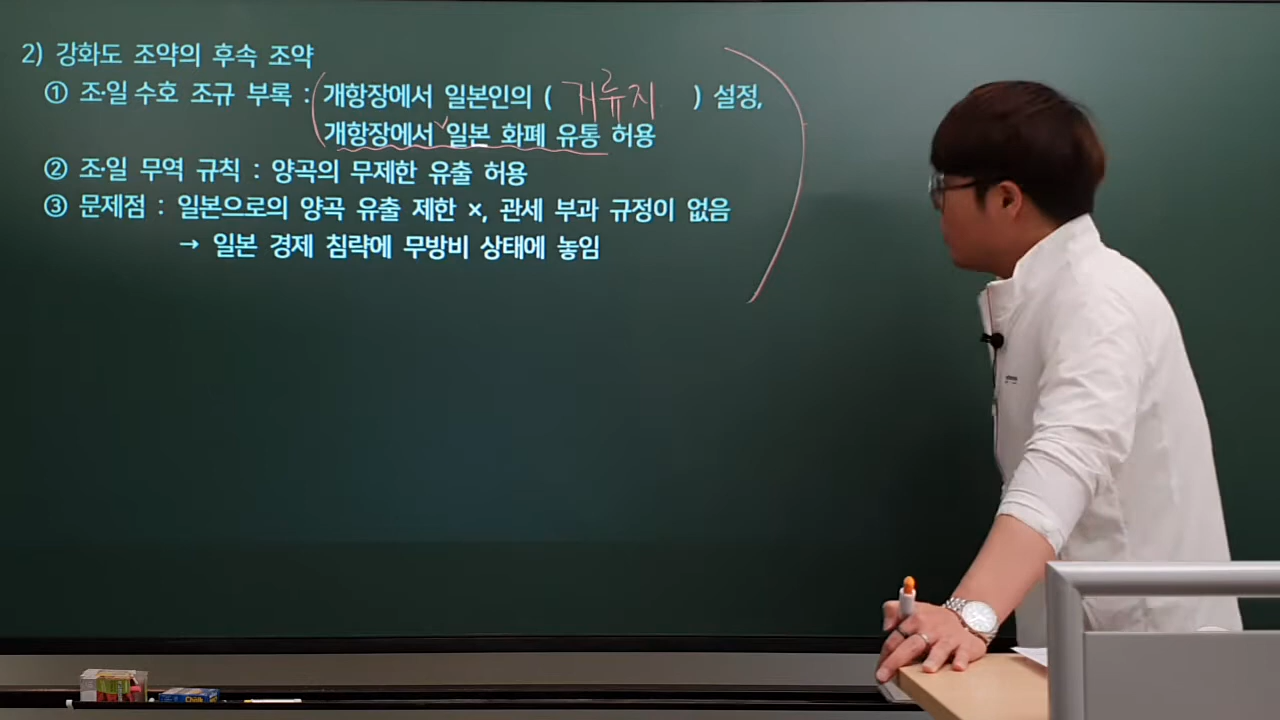 2) 강화도 조약의 후속 조약
① 조·일 수호 조규 부록 : 개항장에서 일본인의 ( 거류지 ) 설정,
개항장에서 일본 화폐 유통 허용
② 조·일 무역 규칙 : 양곡의 무제한 유출 허용
③ 문제점 : 일본으로의 양곡 유출 제한 ×, 관세 부과 규정이 없음
→ 일본 경제 침략에 무방비 상태에 놓임